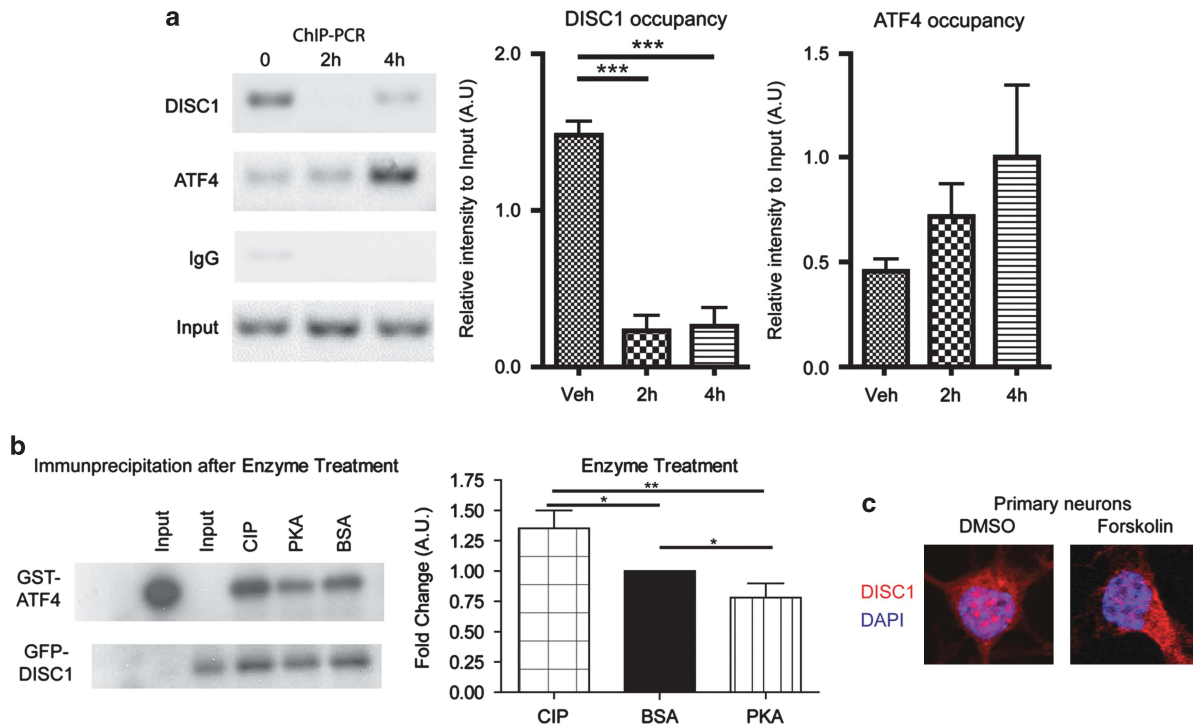 a
ChIP-PCR
0 2h 4h
DISC1
ATF4
IgG
Input
DISC1 occupancy
Relative intensity to Input (A.U)
2.0
1.0
0.0
***
***
Veh 2h 4h
ATF4 occupancy
Relative intensity to Input (A.U)
1.5
1.0
0.5
0.0
Veh 2h 4h
b
Immunprecipitation after Enzyme Treatment
Input Input CIP PKA BSA
GST-
ATF4
GFP-
DISC1
Enzyme Treatment
Fold Change (A.U.)
1.75
1.50
1.25
1.00
0.75
0.50
0.25
0.00
**
*
*
CIP BSA PKA
c
Primary neurons
DMSO Forskolin
DISC1
DAPI